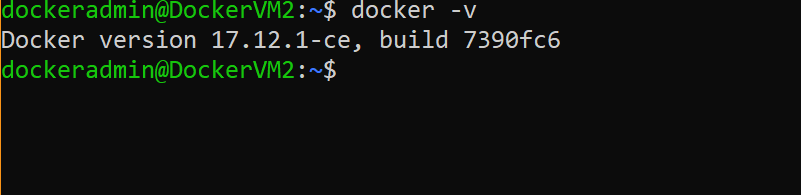 dockeradmin@DockerVM2:~$ docker -v
Docker version 17.12.1-ce, build 7390fc6
dockeradmin@DockerVM2:~$